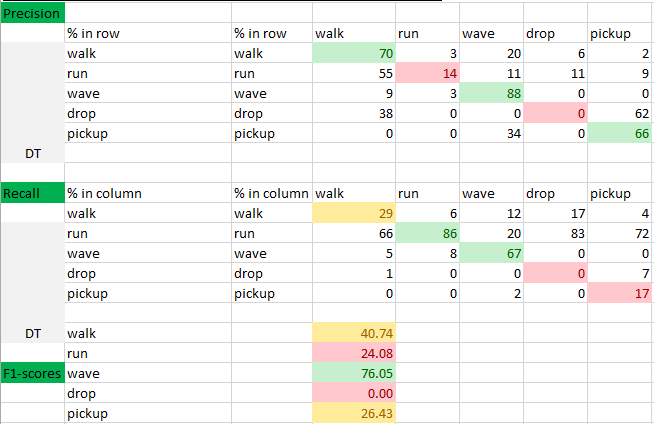 Precision
% in row % in row walk run wave drop pickup
walk walk 70 3 20 6 2
run run 55 14 11 11 9
wave wave 9 3 88 0 0
drop drop 38 0 0 0 62
pickup pickup 0 0 34 0 66
DT
Recall % in column % in column walk run wave drop pickup
walk walk 29 6 12 17 4
run run 66 86 20 83 72
wave wave 5 8 67 0 0
drop drop 1 0 0 0 7
pickup pickup 0 0 2 0 17
DT walk 40.74
run 24.08
F1-scores wave 76.05
drop 0.00
pickup 26.43